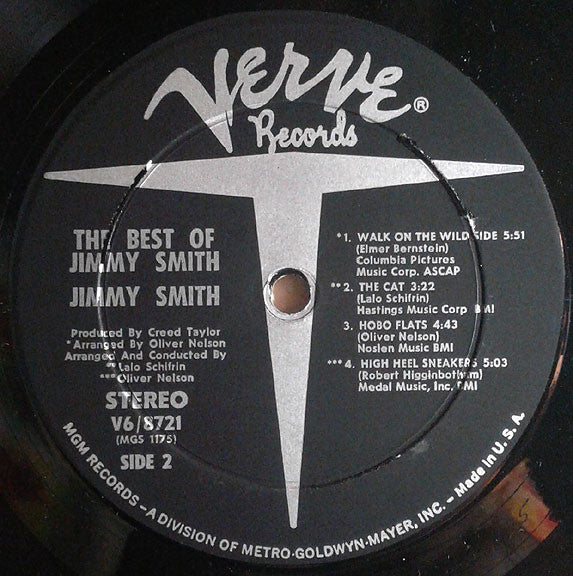 VERVE ®
Records
THE BEST OF
JIMMY SMITH
JIMMY SMITH
Produced By Creed Taylor
*Arranged By Oliver Nelson
Arranged And Conducted By
**Lalo Schifrin
***Oliver Nelson
STEREO
V6/8721
(MGS 1175)
SIDE 2
*1. WALK ON THE WILD SIDE 5:51
(Elmer Bernstein)
Columbia Pictures
Music Corp. ASCAP
**2. THE CAT 3:22
(Lalo Schifrin)
Hastings Music Corp BMI
3. HOBO FLATS 4:43
(Oliver Nelson)
Noslen Music BMI
***4. HIGH HEEL SNEAKERS 5:03
(Robert Higginbotham)
Medal Music, Inc. BMI
MGM RECORDS – A DIVISION OF METRO-GOLDWYN-MAYER, INC. – Made in U. S. A.